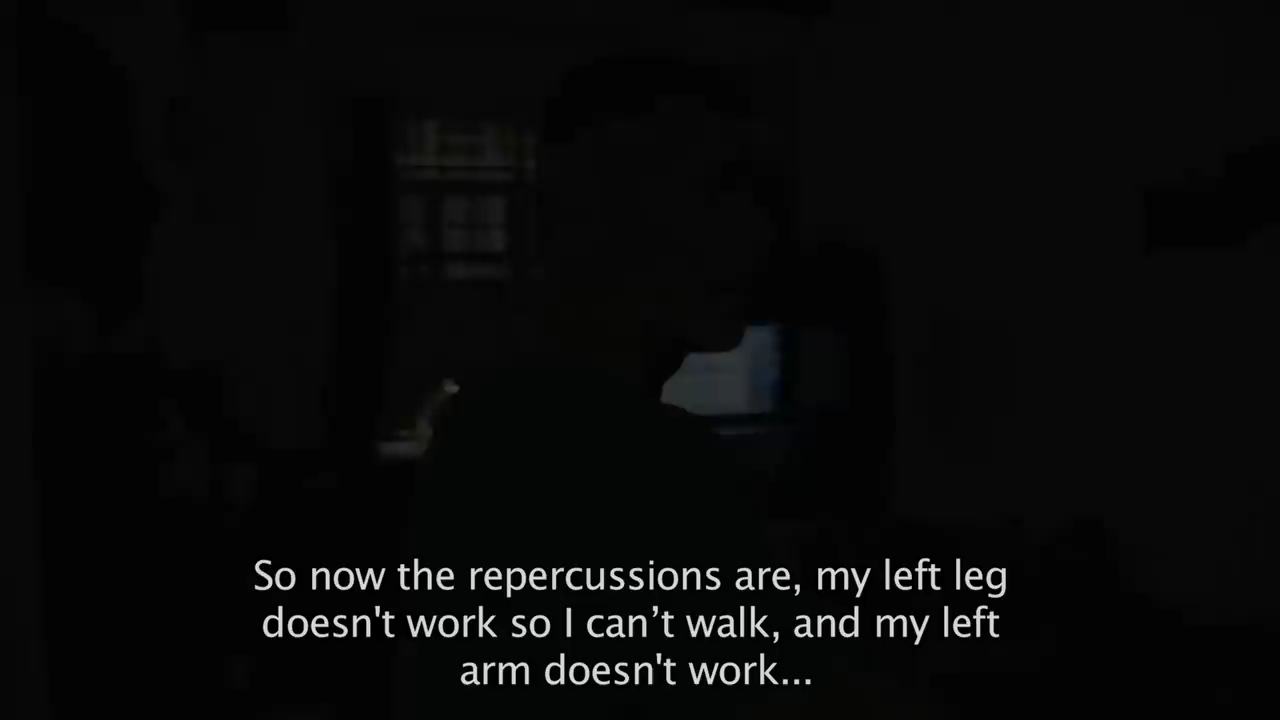 So now the repercussions are, my left leg
doesn't work so I can’t walk, and my left
arm doesn't work...